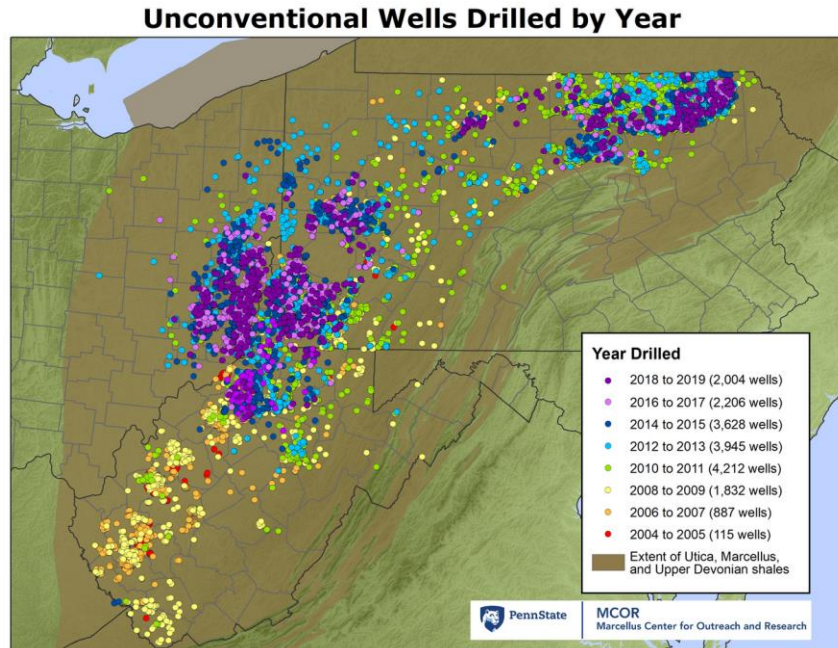 Unconventional Wells Drilled by Year
Year Drilled
2018 to 2019 (2,004 wells)
2016 to 2017 (2,206 wells)
2014 to 2015 (3,628 wells)
2012 to 2013 (3,945 wells)
2010 to 2011 (4,212 wells)
2008 to 2009 (1,832 wells)
2006 to 2007 (887 wells)
2004 to 2005 (115 wells)
Extent of Utica, Marcellus,
and Upper Devonian shales
PennState
MCOR
Marcellus Center for Outreach and Research